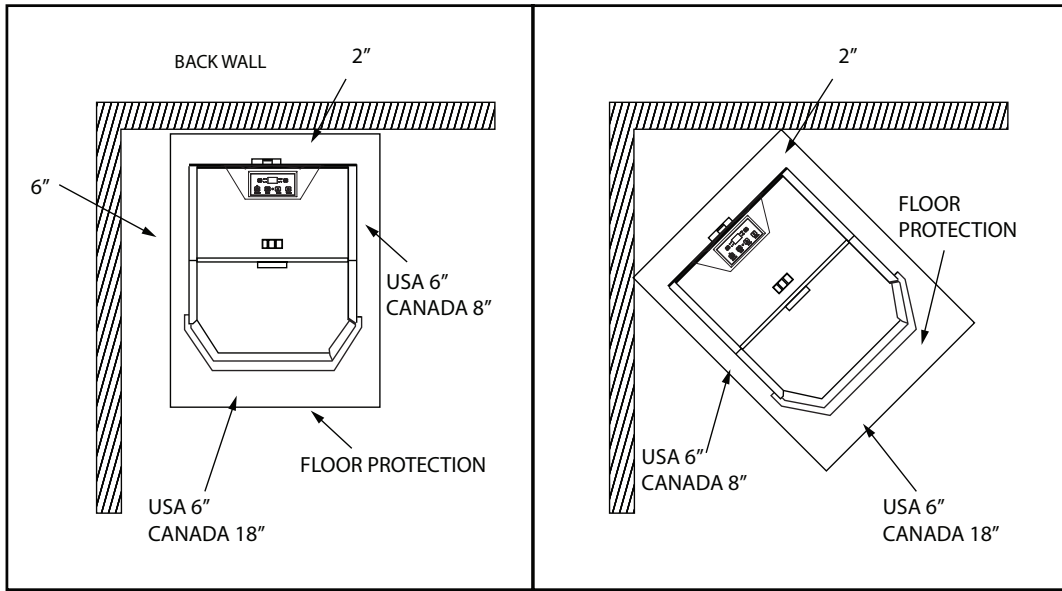 BACK WALL
2”
6”
USA 6”
CANADA 8”
FLOOR PROTECTION
USA 6”
CANADA 18”
2”
FLOOR
PROTECTION
USA 6”
CANADA 8”
USA 6”
CANADA 18”